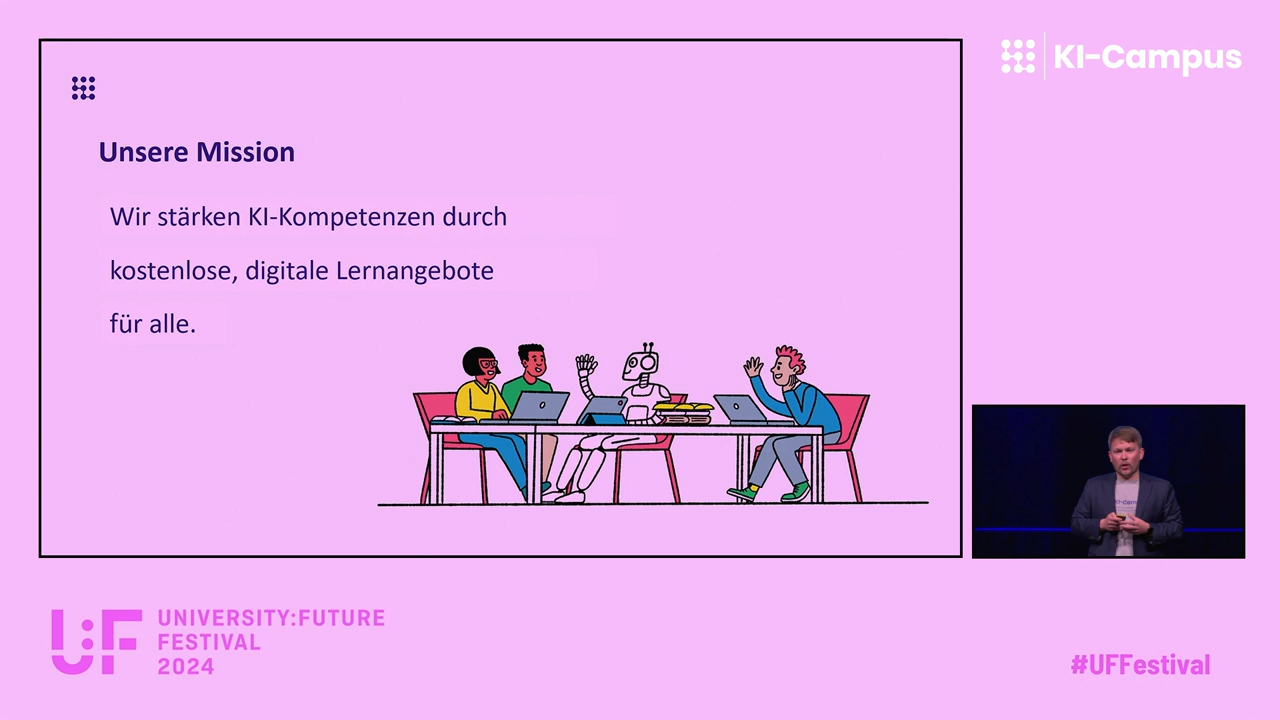 KI-Campus
Unsere Mission
Wir stärken KI-Kompetenzen durch
kostenlose, digitale Lernangebote
für alle.
U:F
UNIVERSITY:FUTURE
FESTIVAL
2024
#UFFestival